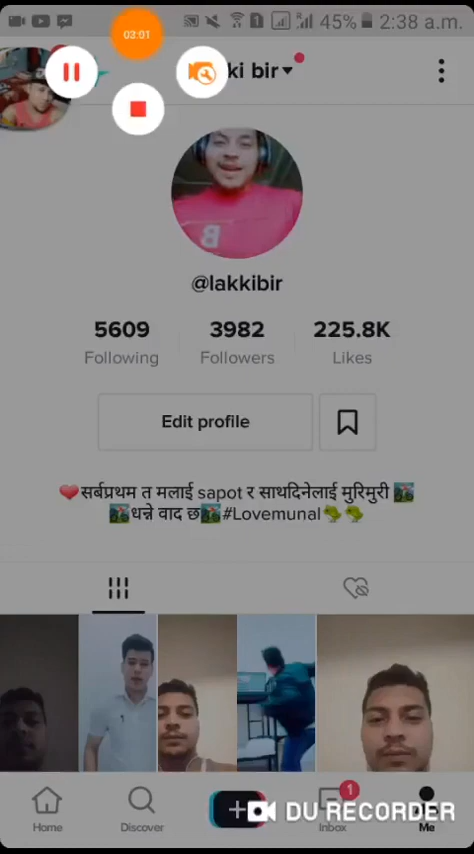 03:01
45% 2:38 a.m.
ki bir
@lakkibir
5609 3982 225.8K
Following Followers Likes
Edit profile
सर्बप्रथम त मलाई sapot र साथदिनेलाई मुरिमुरी
धन्ने वाद छ #Lovemunal
8
1
DU RECORDER
Home Discover Inbox Me